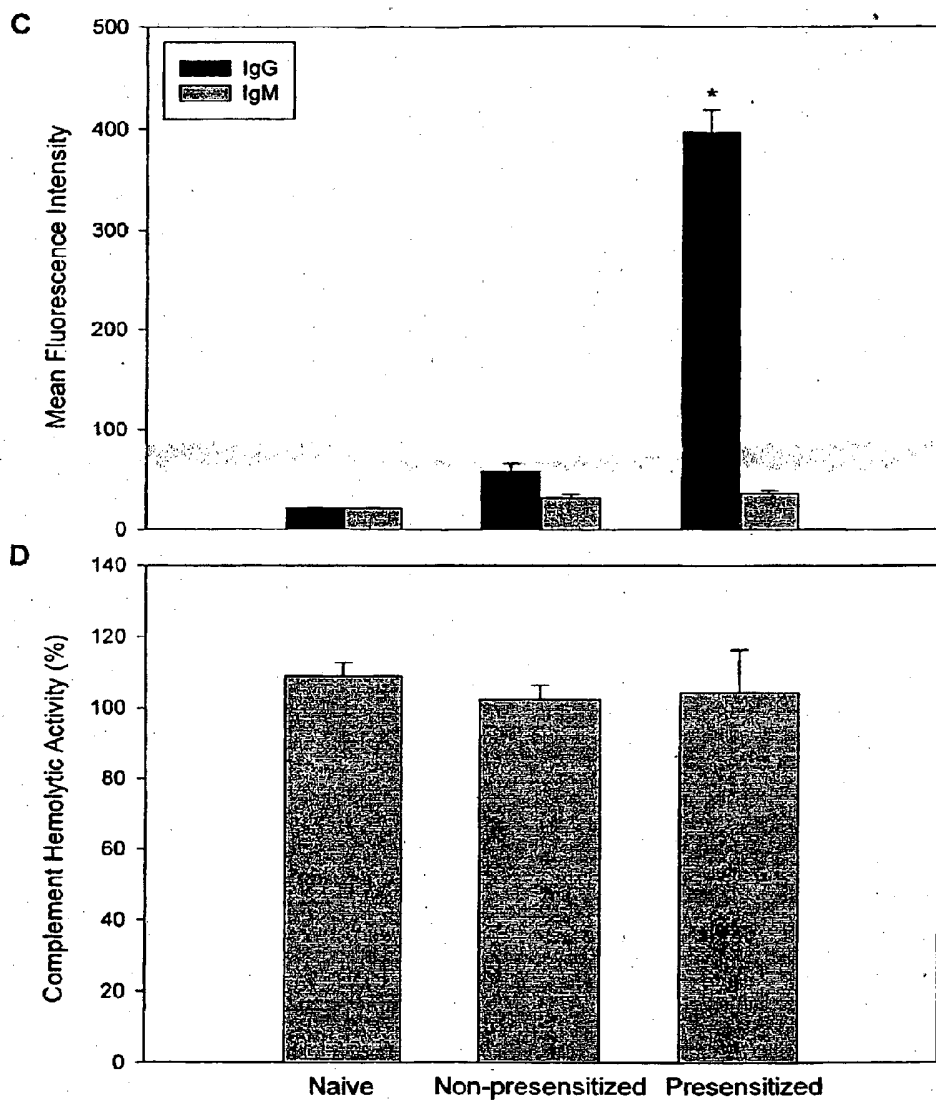 C
500
IgG
IgM
*
400
300
200
100
0
Mean Fluorescence Intensity
D
140
120
100
80
60
40
20
0
Complement Hemolytic Activity (%)
Naive Non-presensitized Presensitized